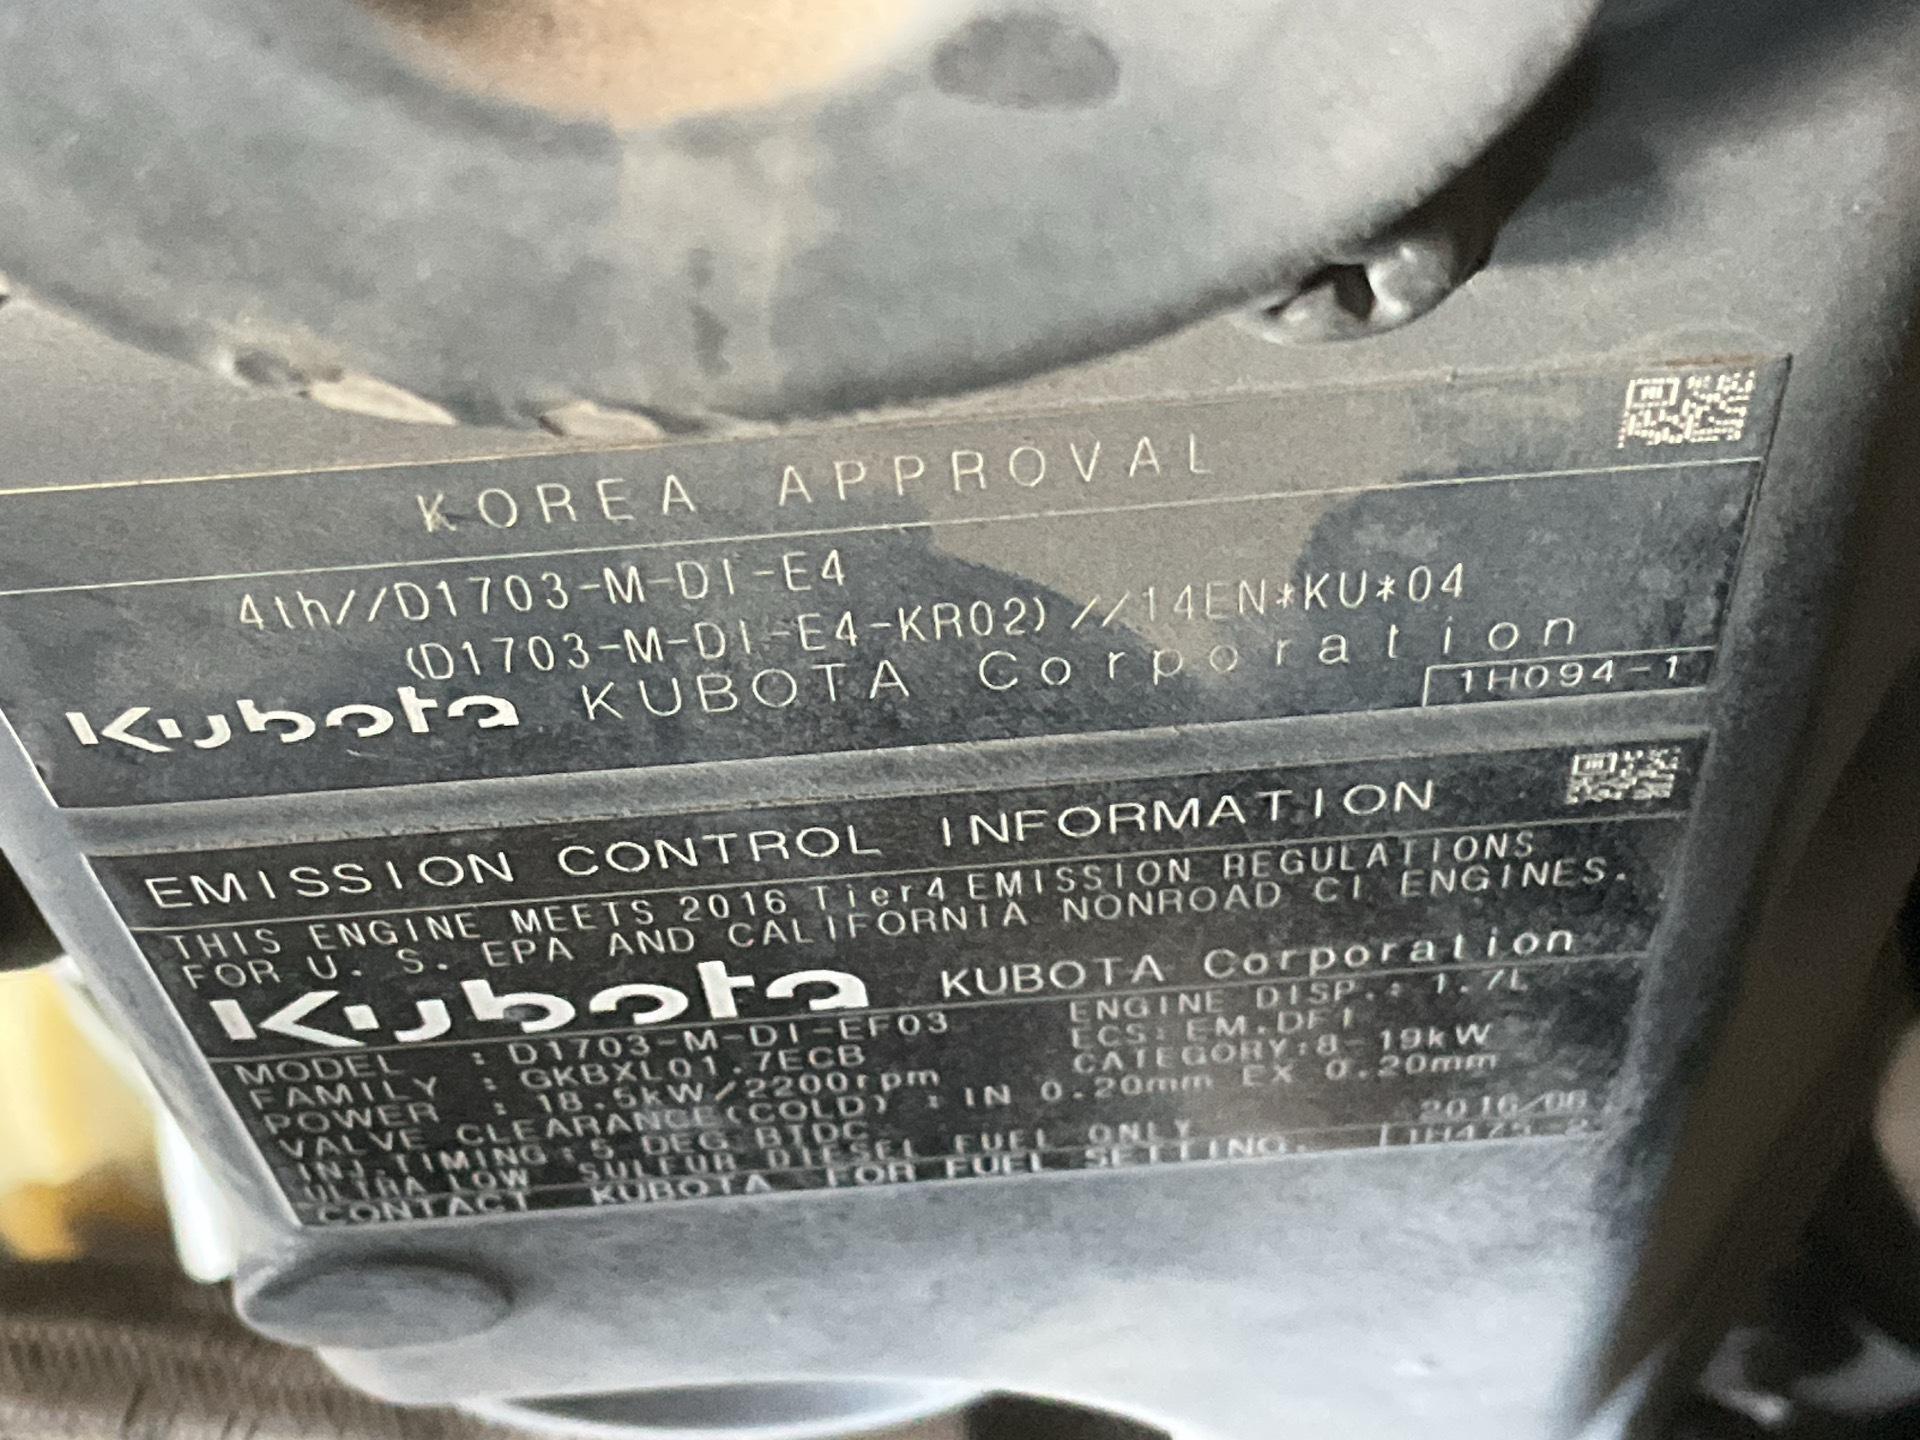 KOREA APPROVAL
4th//D1703-M-DI-E4
(D1703-M-DI-E4-KR02)//14EN*KU*04
Kubota KUBOTA Corporation
1H094-1
EMISSION CONTROL INFORMATION
THIS ENGINE MEETS 2016 Tier4 EMISSION REGULATIONS
FOR U. S. EPA AND CALIFORNIA NONROAD CI ENGINES.
Kubota KUBOTA Corporation
MODEL : D1703-M-DI-EF03 ENGINE DISP.: 1.7L
FAMILY : GKBXL01.7ECB ECS: EM.DFI
POWER : 18.5kW/2200rpm CATEGORY:8-19kW
VALVE CLEARANCE(COLD) : IN 0.20mm EX 0.20mm
INJ.TIMING: 5 DEG.BTDC 2016/06
ULTRA LOW SULFUR DIESEL FUEL ONLY
CONTACT KUBOTA FOR FUEL SETTING.